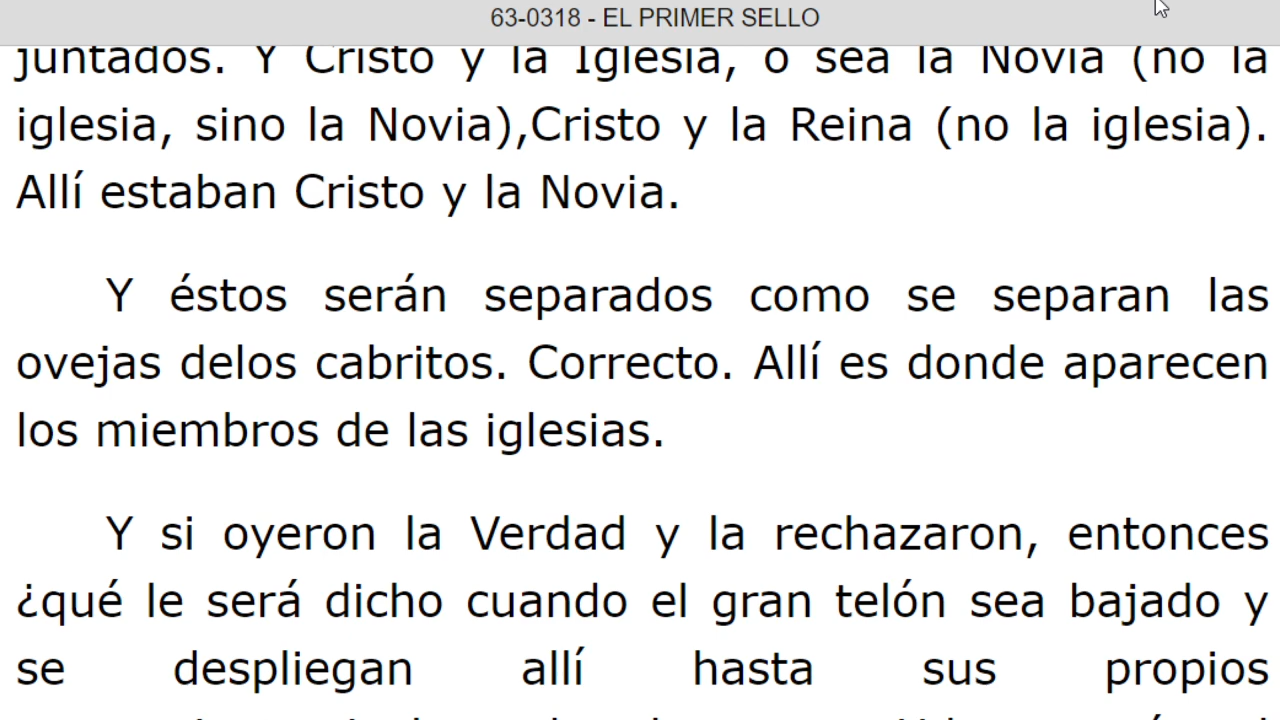 63-0318 - EL PRIMER SELLO
juntados. Y Cristo y la Iglesia, o sea la Novia (no la
iglesia, sino la Novia),Cristo y la Reina (no la iglesia).
Allí estaban Cristo y la Novia.
Y éstos serán separados como se separan las
ovejas delos cabritos. Correcto. Allí es donde aparecen
los miembros de las iglesias.
Y si oyeron la Verdad y la rechazaron, entonces
¿qué le será dicho cuando el gran telón sea bajado y
se despliegan allí hasta sus propios